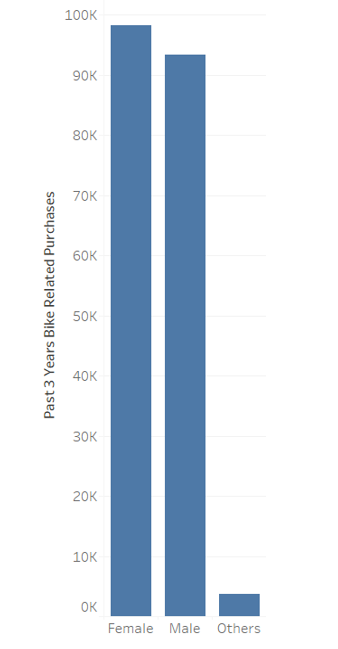 100K
90K
80K
70K
60K
50K
40K
30K
20K
10K
0K
Past 3 Years Bike Related Purchases
Female Male Others